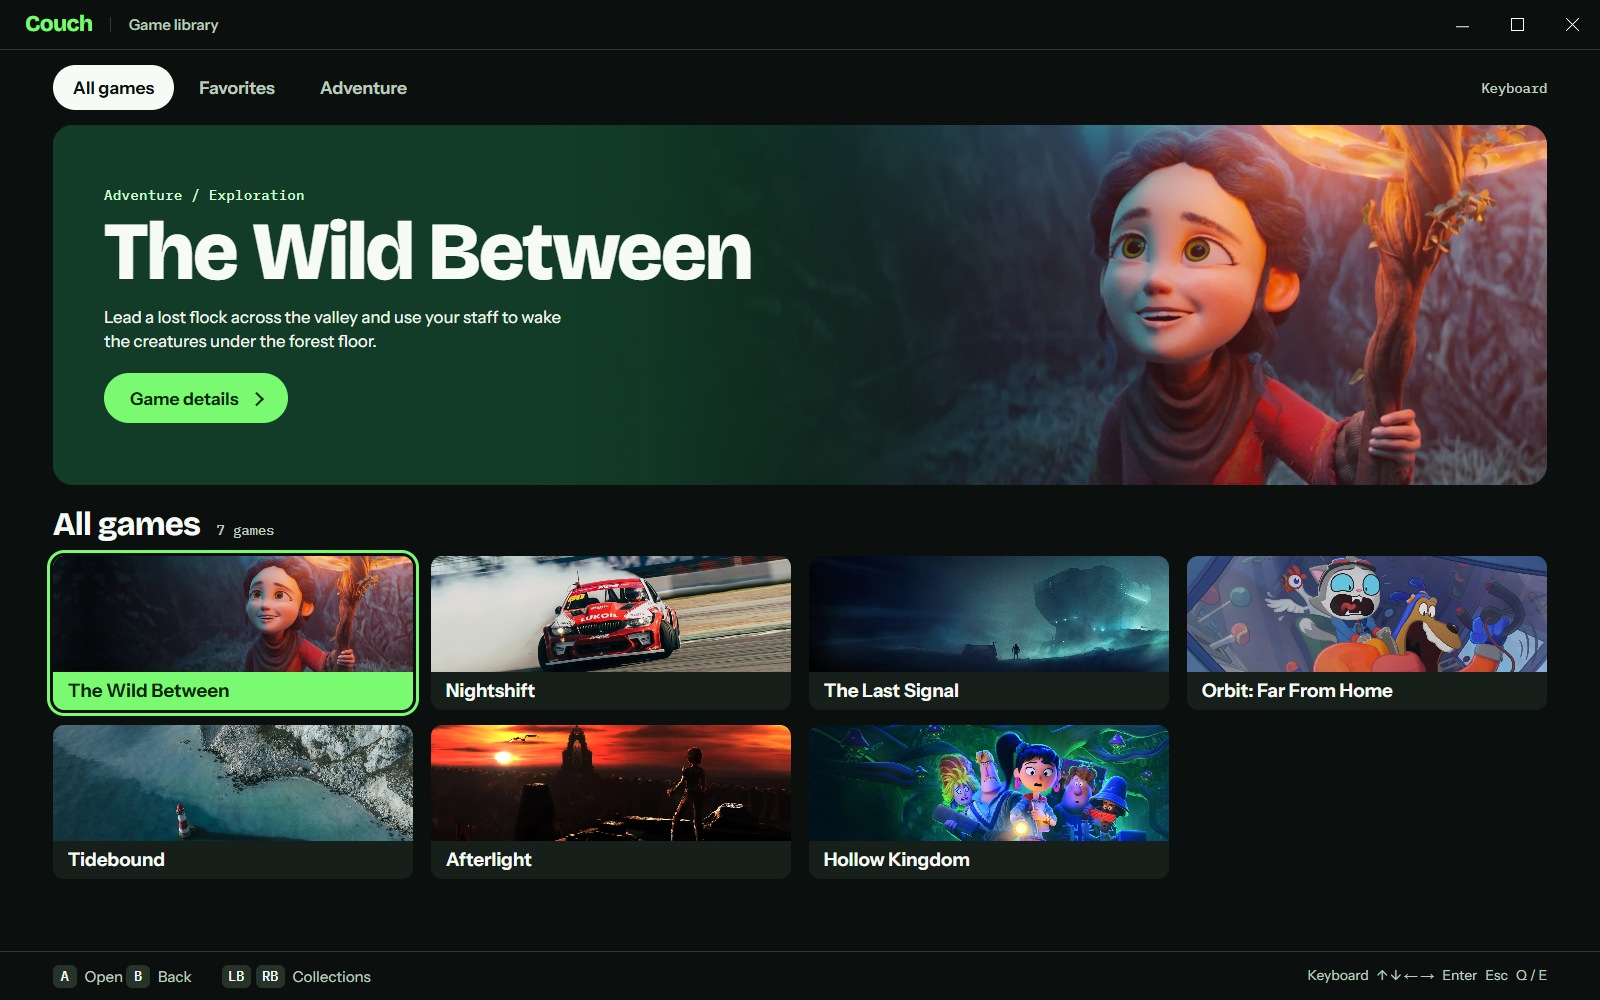 Couch
Game library
All games
Favorites
Adventure
Keyboard
Adventure / Exploration
The Wild Between
Lead a lost flock across the valley and use your staff to wake
the creatures under the forest floor.
Game details
All games
7 games
LUKOIL
The Wild Between
Nightshift
The Last Signal
Orbit: Far From Home
Tidebound
Afterlight
Hollow Kingdom
A Open B Back LB RB Collections
Keyboard ↑↓←→ Enter Esc Q / E